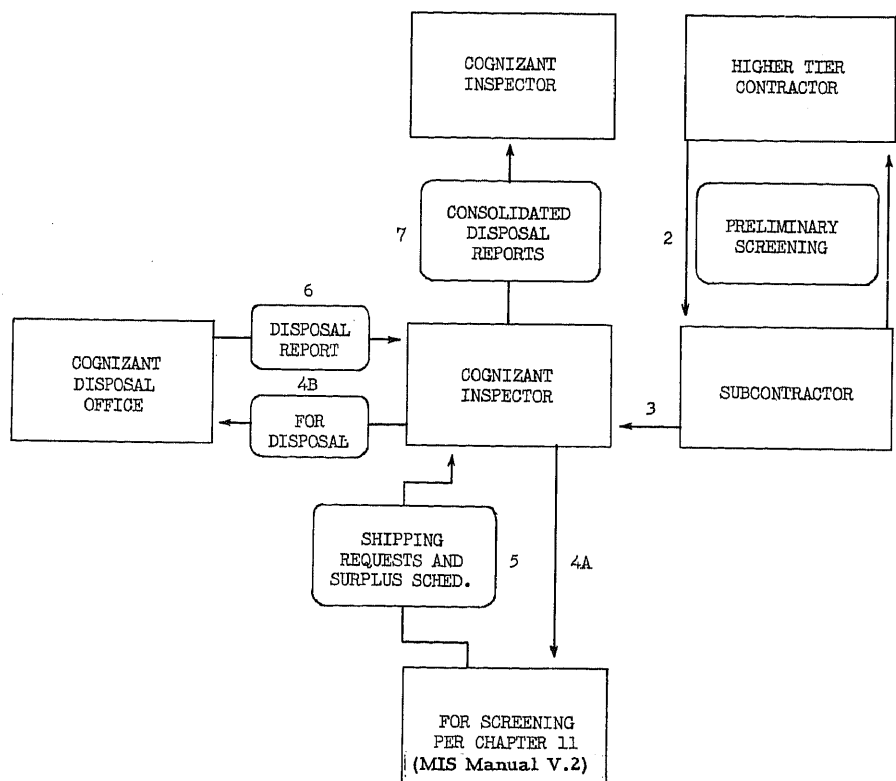 COGNIZANT
INSPECTOR
HIGHER TIER
CONTRACTOR
7
CONSOLIDATED
DISPOSAL
REPORTS
2
PRELIMINARY
SCREENING
6
DISPOSAL
REPORT
COGNIZANT
DISPOSAL
OFFICE
4B
FOR
DISPOSAL
COGNIZANT
INSPECTOR
3
SUBCONTRACTOR
SHIPPING
REQUESTS AND
SURPLUS SCHED.
5
4A
FOR SCREENING
PER CHAPTER 11
(MIS Manual V.2)